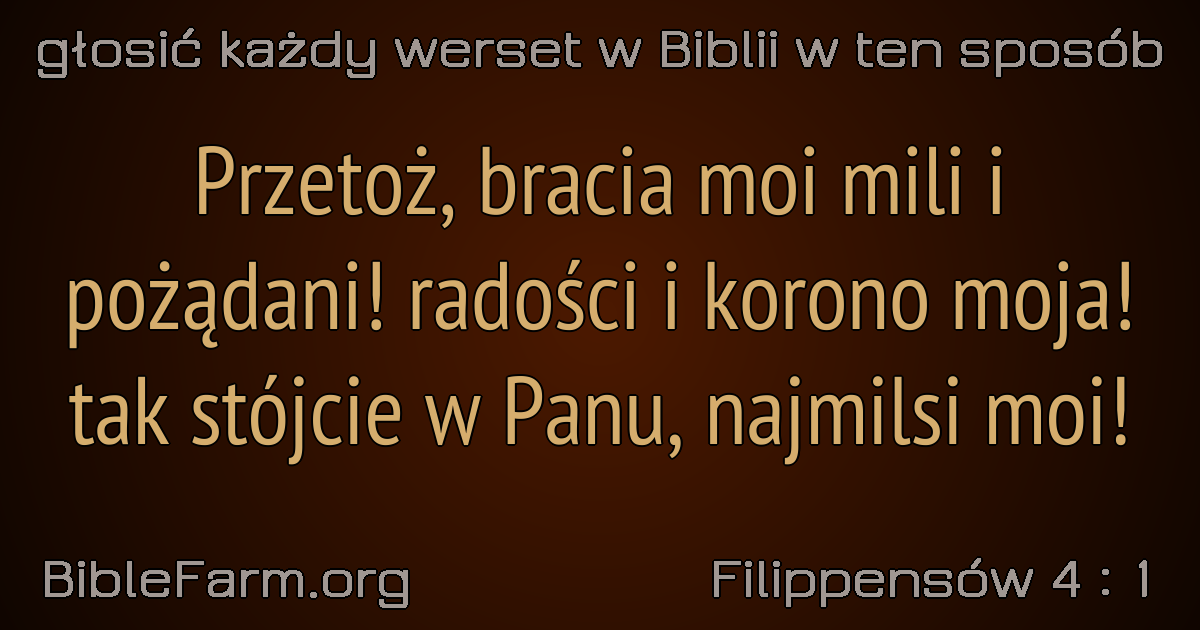 głosić każdy werset w Biblii w ten sposób
Przetoż, bracia moi mili i
pożądani! radości i korono moja!
tak stójcie w Panu, najmilsi moi!
BibleFarm.org
Filippensów 4 : 1